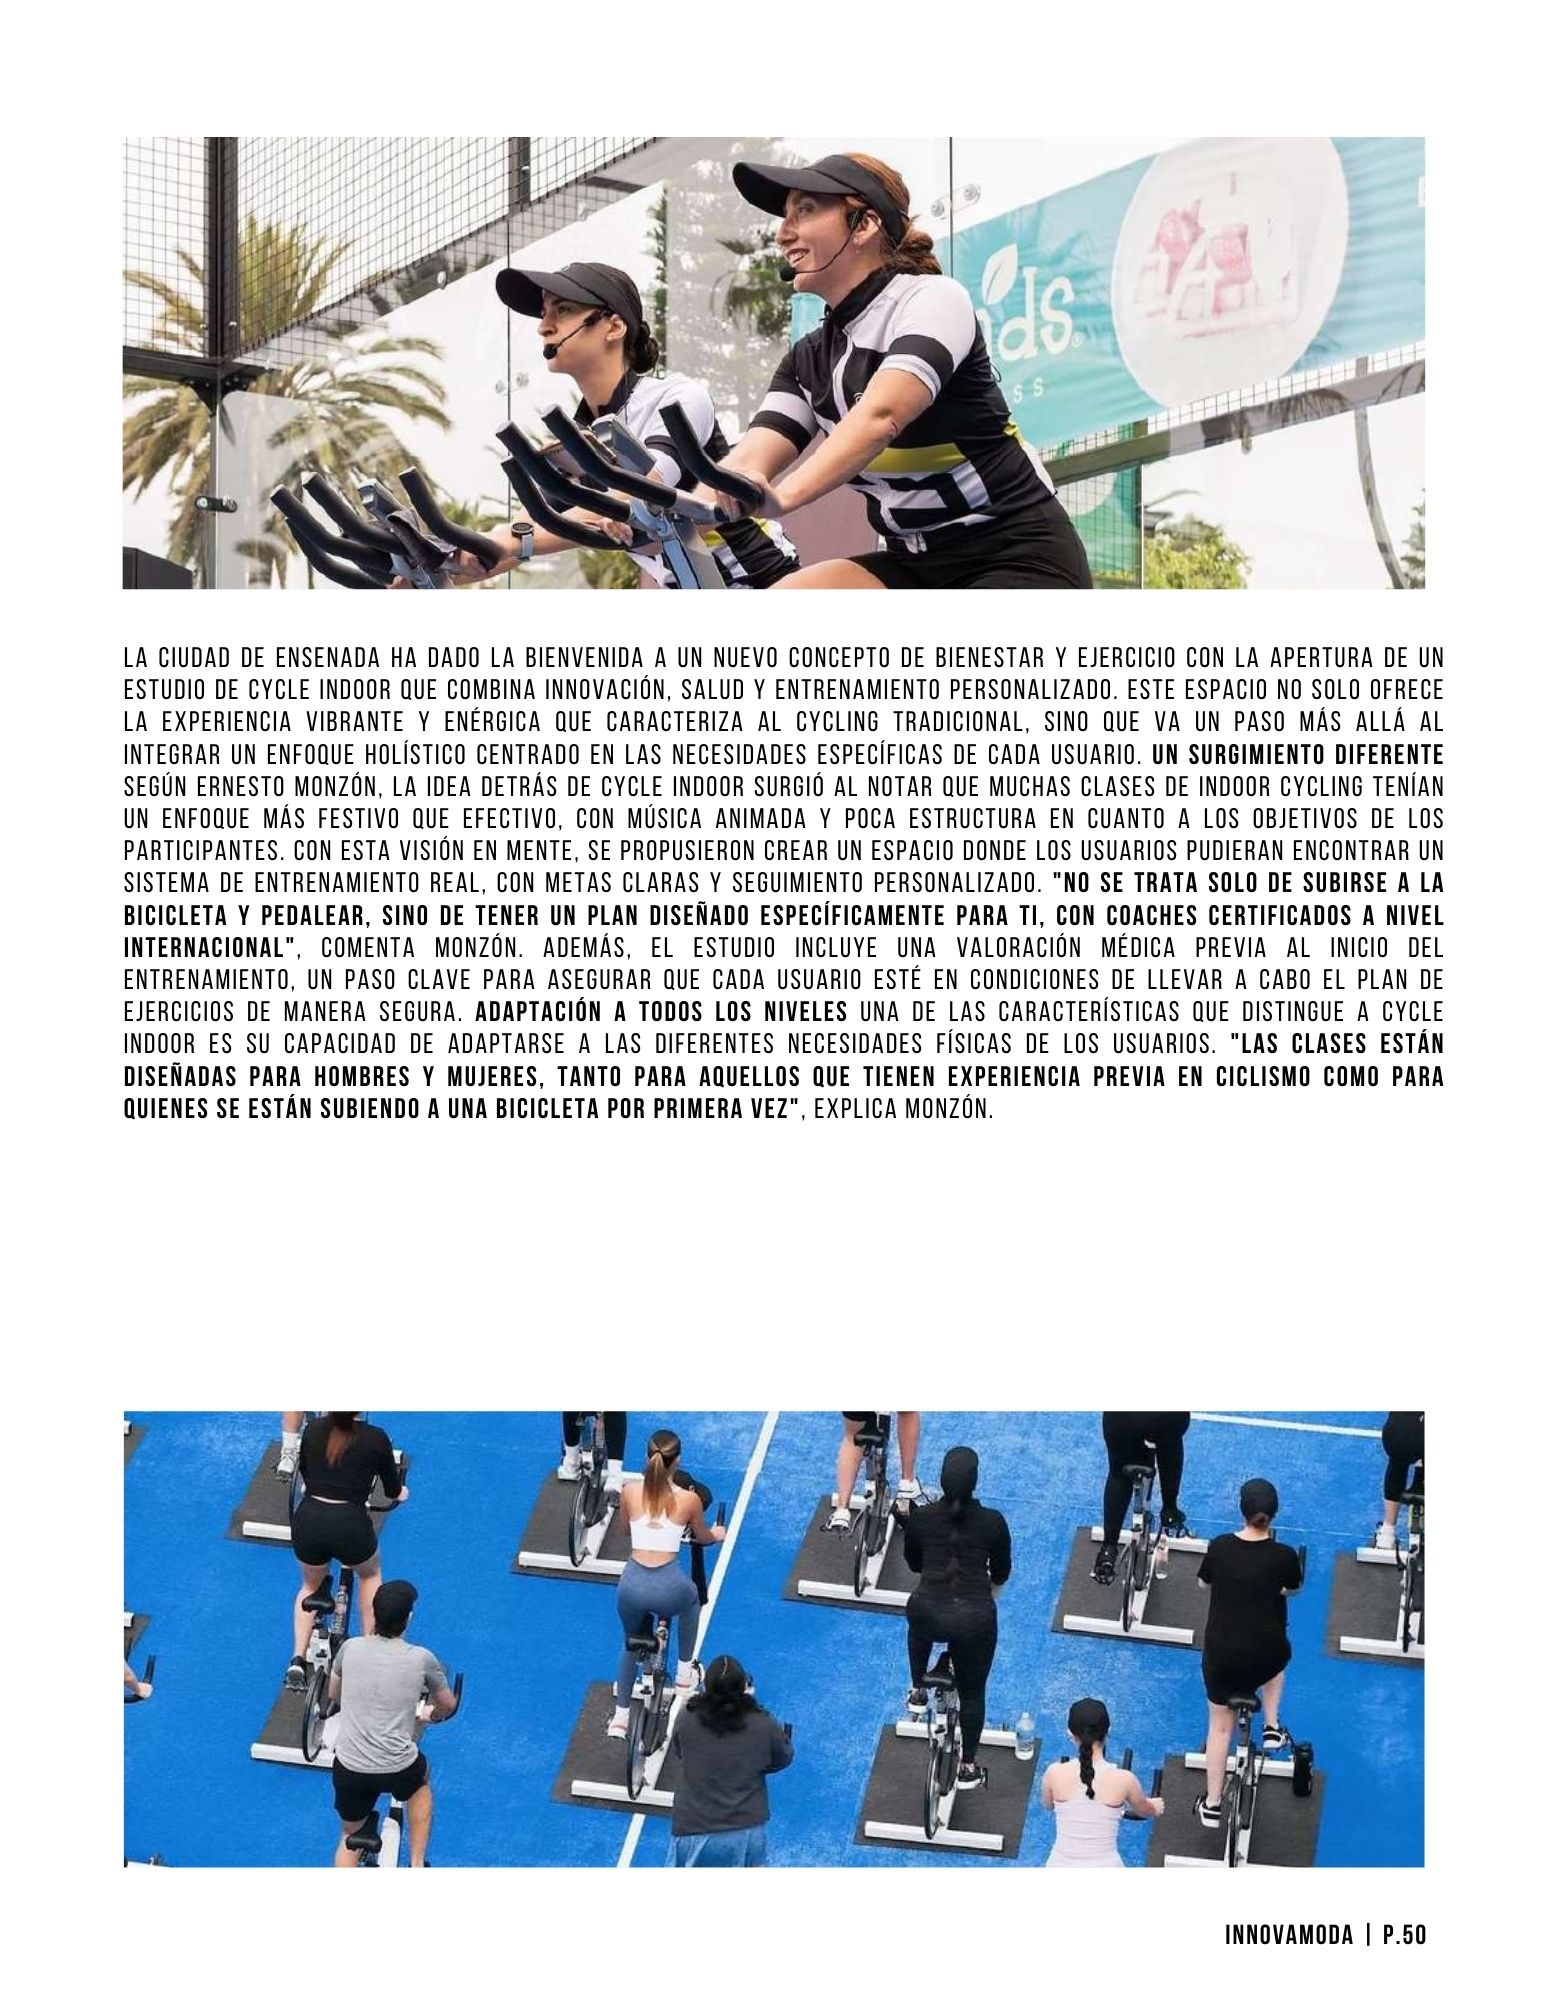 ds®
SS
LA CIUDAD DE ENSENADA HA DADO LA BIENVENIDA A UN NUEVO CONCEPTO DE BIENESTAR Y EJERCICIO CON LA APERTURA DE UN
ESTUDIO DE CYCLE INDOOR QUE COMBINA INNOVACIÓN, SALUD Y ENTRENAMIENTO PERSONALIZADO. ESTE ESPACIO NO SOLO OFRECE
LA EXPERIENCIA VIBRANTE Y ENÉRGICA QUE CARACTERIZA AL CYCLING TRADICIONAL, SINO QUE VA UN PASO MÁS ALLÁ AL
INTEGRAR UN ENFOQUE HOLÍSTICO CENTRADO EN LAS NECESIDADES ESPECÍFICAS DE CADA USUARIO. UN SURGIMIENTO DIFERENTE
SEGÚN ERNESTO MONZÓN, LA IDEA DETRÁS DE CYCLE INDOOR SURGIÓ AL NOTAR QUE MUCHAS CLASES DE INDOOR CYCLING TENÍAN
UN ENFOQUE MÁS FESTIVO QUE EFECTIVO, CON MÚSICA ANIMADA Y POCA ESTRUCTURA EN CUANTO A LOS OBJETIVOS DE LOS
PARTICIPANTES. CON ESTA VISIÓN EN MENTE, SE PROPUSIERON CREAR UN ESPACIO DONDE LOS USUARIOS PUDIERAN ENCONTRAR UN
SISTEMA DE ENTRENAMIENTO REAL, CON METAS CLARAS Y SEGUIMIENTO PERSONALIZADO. "NO SE TRATA SOLO DE SUBIRSE A LA
BICICLETA Y PEDALEAR, SINO DE TENER UN PLAN DISEÑADO ESPECÍFICAMENTE PARA TI, CON COACHES CERTIFICADOS A NIVEL
INTERNACIONAL", COMENTA MONZÓN. ADEMÁS, EL ESTUDIO INCLUYE UNA VALORACIÓN MÉDICA PREVIA AL INICIO DEL
ENTRENAMIENTO, UN PASO CLAVE PARA ASEGURAR QUE CADA USUARIO ESTÉ EN CONDICIONES DE LLEVAR A CABO EL PLAN DE
EJERCICIOS DE MANERA SEGURA. ADAPTACIÓN A TODOS LOS NIVELES UNA DE LAS CARACTERÍSTICAS QUE DISTINGUE A CYCLE
INDOOR ES SU CAPACIDAD DE ADAPTARSE A LAS DIFERENTES NECESIDADES FÍSICAS DE LOS USUARIOS. "LAS CLASES ESTÁN
DISEÑADAS PARA HOMBRES Y MUJERES, TANTO PARA AQUELLOS QUE TIENEN EXPERIENCIA PREVIA EN CICLISMO COMO PARA
QUIENES SE ESTÁN SUBIENDO A UNA BICICLETA POR PRIMERA VEZ", EXPLICA MONZÓN.
INNOVAMODA | P.50